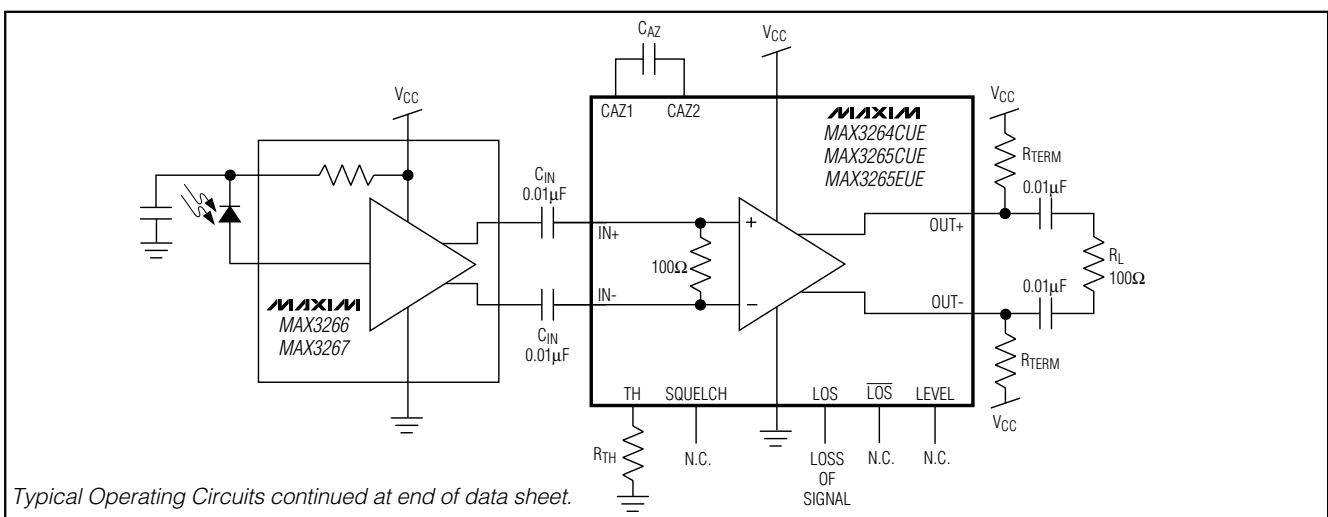 VCC
MAXIM
MAX3266
MAX3267
CIN
0.01µF
CIN
0.01µF
CAZ
CAZ1
CAZ2
VCC
MAXIM
MAX3264CUE
MAX3265CUE
MAX3265EUE
IN+
100Ω
IN-
+
−
OUT+
OUT-
VCC
RTERM
0.01µF
RL
100Ω
0.01µF
RTERM
VCC
TH
SQUELCH
LOS
L̅O̅S̅
LEVEL
RTH
N.C.
LOSS
OF
SIGNAL
N.C.
N.C.
Typical Operating Circuits continued at end of data sheet.